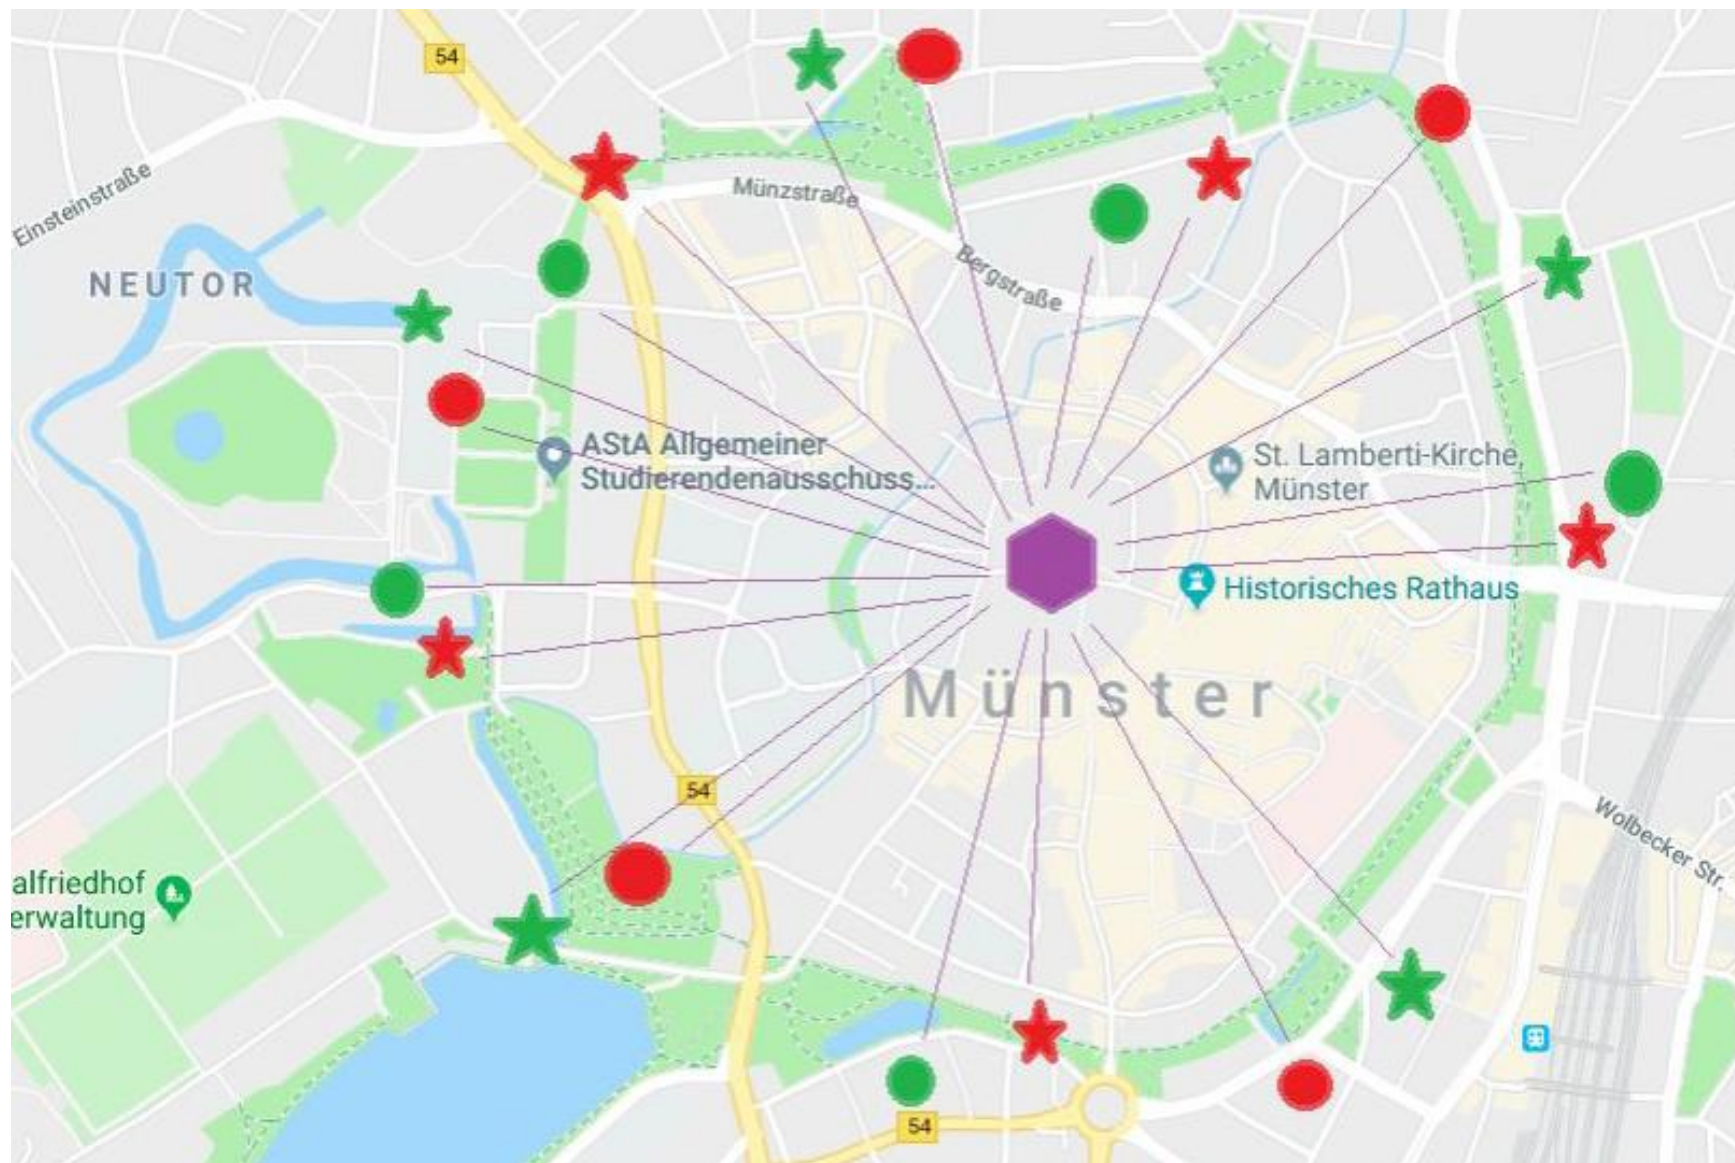 54
Einsteinstraße
Münzstraße
NEUTOR
Bergstraße
AStA Allgemeiner
Studierendenausschuss...
St. Lamberti-Kirche
Münster
Historisches Rathaus
Münster
54
Wolbecker Str.
alfriedhof
erwaltung
54